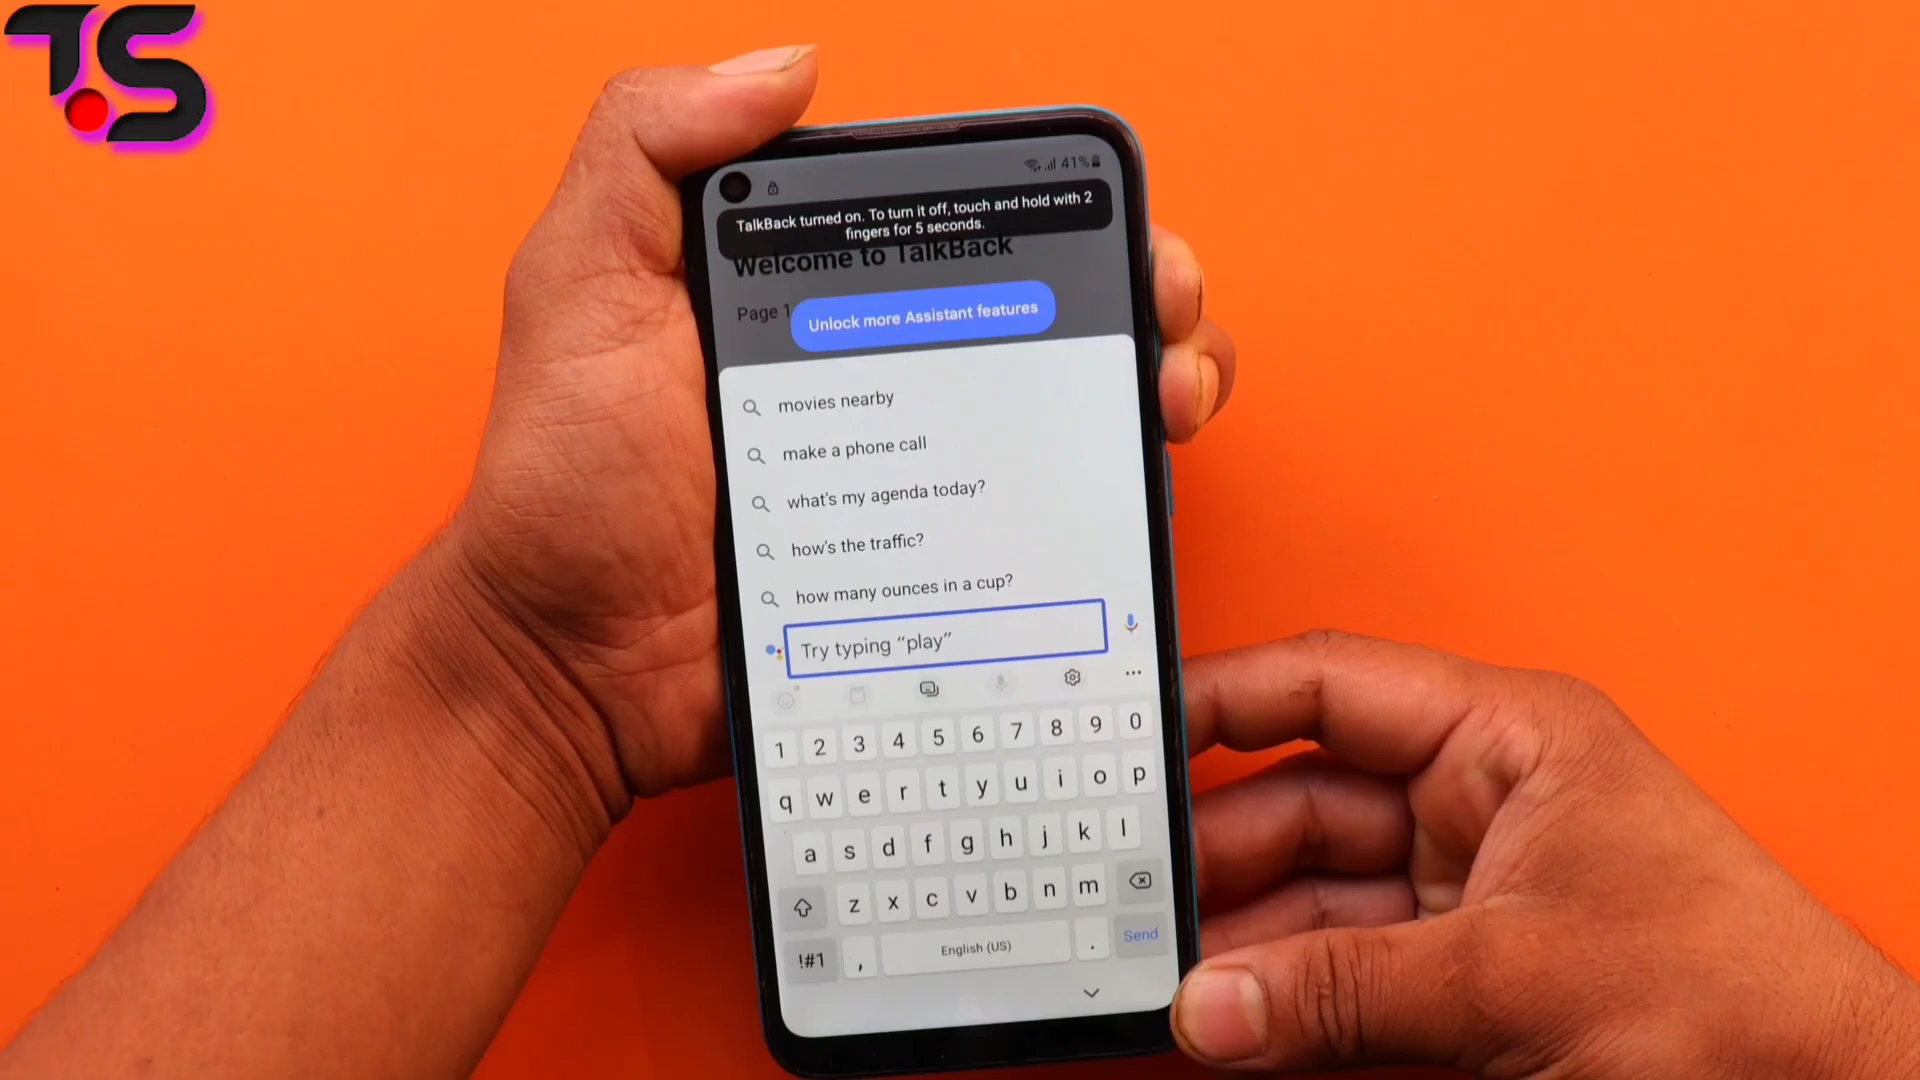 TS
41%
TalkBack turned on. To turn it off, touch and hold with 2
fingers for 5 seconds.
Welcome to TalkBack
Page 1
Unlock more Assistant features
movies nearby
make a phone call
what's my agenda today?
how's the traffic?
how many ounces in a cup?
Try typing “play”
1 2 3 4 5 6 7 8 9 0
q w e r t y u i o p
a s d f g h j k l
z x c v b n m
!#1 , English (US) . Send